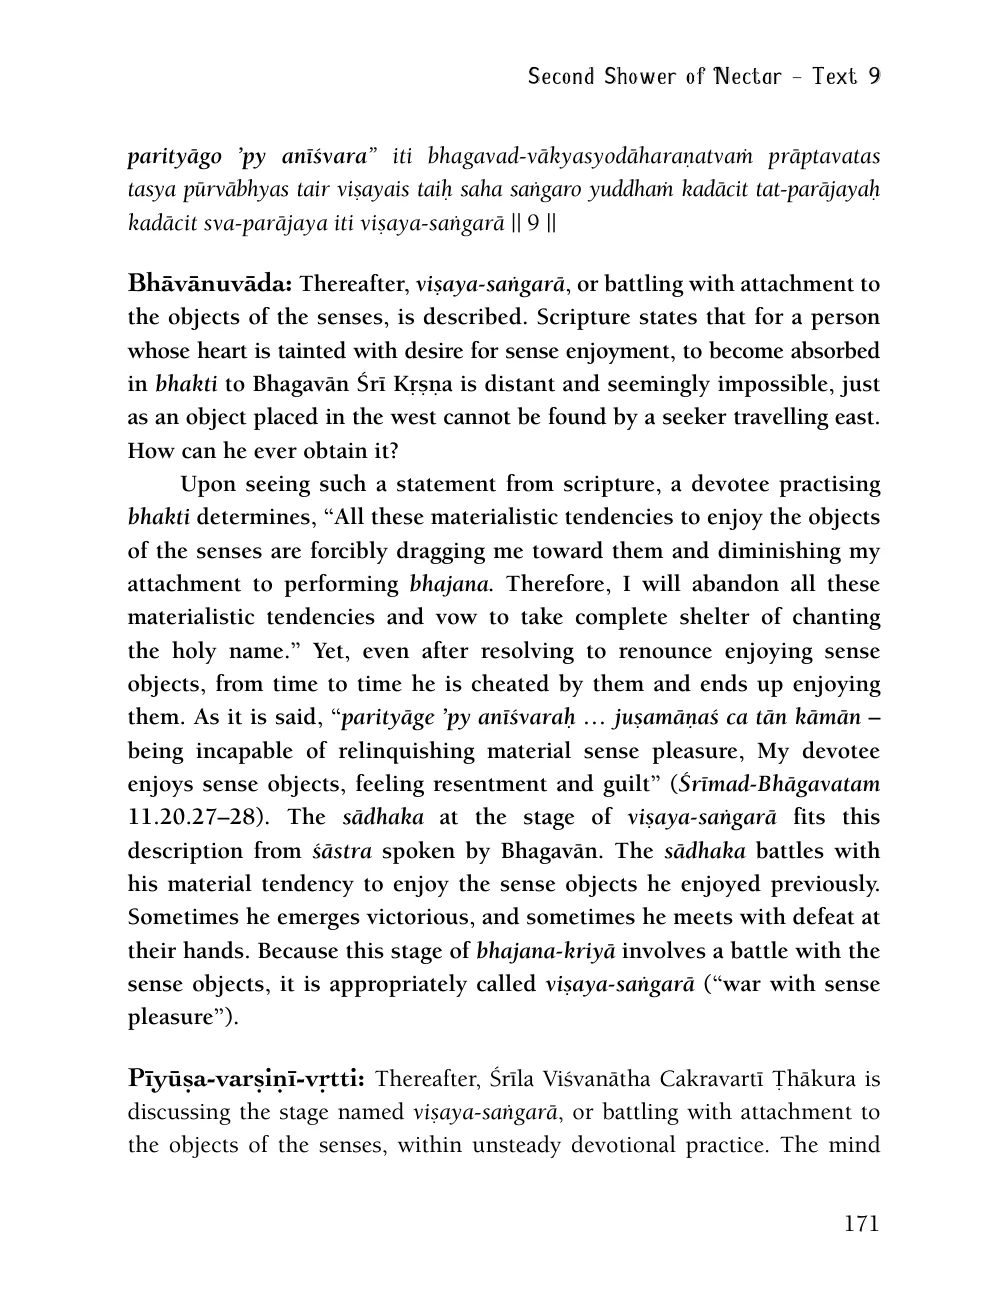 Second Shower of Nectar – Text 9
parityāgo ’py anīśvara” iti bhagavad-vākyasyodāharaṇatvaṁ prāptavatas
tasya pūrvābhyas tair viṣayais taiḥ saha saṅgaro yuddhaṁ kadācit tat-parājayaḥ
kadācit sva-parājaya iti viṣaya-saṅgarā || 9 ||
Bhāvānuvāda: Thereafter, viṣaya-saṅgarā, or battling with attachment to
the objects of the senses, is described. Scripture states that for a person
whose heart is tainted with desire for sense enjoyment, to become absorbed
in bhakti to Bhagavān Śrī Kṛṣṇa is distant and seemingly impossible, just
as an object placed in the west cannot be found by a seeker travelling east.
How can he ever obtain it?
Upon seeing such a statement from scripture, a devotee practising
bhakti determines, “All these materialistic tendencies to enjoy the objects
of the senses are forcibly dragging me toward them and diminishing my
attachment to performing bhajana. Therefore, I will abandon all these
materialistic tendencies and vow to take complete shelter of chanting
the holy name.” Yet, even after resolving to renounce enjoying sense
objects, from time to time he is cheated by them and ends up enjoying
them. As it is said, “parityāge ’py anīśvaraḥ … juṣamāṇaś ca tān kāmān –
being incapable of relinquishing material sense pleasure, My devotee
enjoys sense objects, feeling resentment and guilt” (Śrīmad-Bhāgavatam
11.20.27–28). The sādhaka at the stage of viṣaya-saṅgarā fits this
description from śāstra spoken by Bhagavān. The sādhaka battles with
his material tendency to enjoy the sense objects he enjoyed previously.
Sometimes he emerges victorious, and sometimes he meets with defeat at
their hands. Because this stage of bhajana-kriyā involves a battle with the
sense objects, it is appropriately called viṣaya-saṅgarā (“war with sense
pleasure”).
Pīyūṣa-varṣiṇī-vṛtti: Thereafter, Śrīla Viśvanātha Cakravartī Ṭhākura is
discussing the stage named viṣaya-saṅgarā, or battling with attachment to
the objects of the senses, within unsteady devotional practice. The mind
171